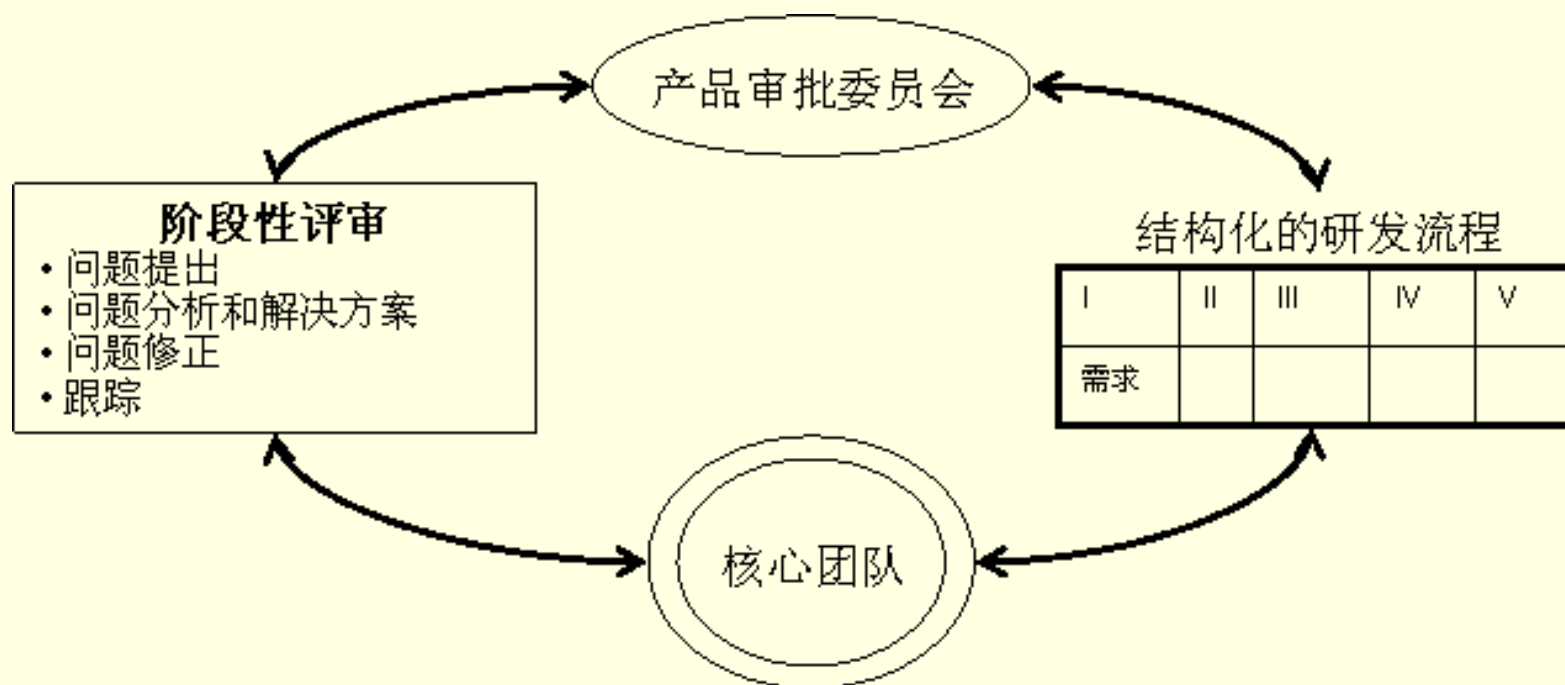 产品审批委员会
阶段性评审
• 问题提出
• 问题分析和解决方案
• 问题修正
• 跟踪
结构化的研发流程
I II III IV V
需求
核心团队